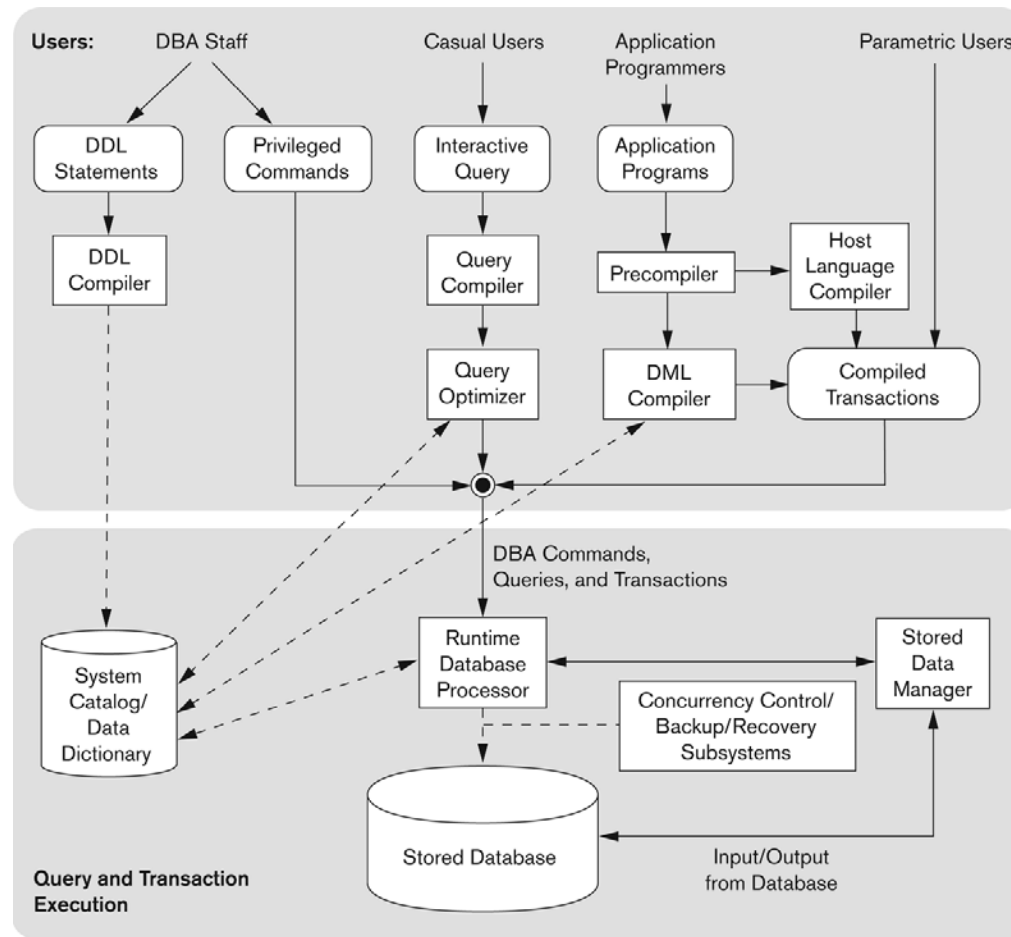 Users:
DBA Staff
Casual Users
Application
Programmers
Parametric Users
DDL
Statements
Privileged
Commands
Interactive
Query
Application
Programs
DDL
Compiler
Query
Compiler
Precompiler
Host
Language
Compiler
Query
Optimizer
DML
Compiler
Compiled
Transactions
DBA Commands,
Queries, and Transactions
System
Catalog/
Data
Dictionary
Runtime
Database
Processor
Stored
Data
Manager
Concurrency Control/
Backup/Recovery
Subsystems
Stored Database
Input/Output
from Database
Query and Transaction
Execution